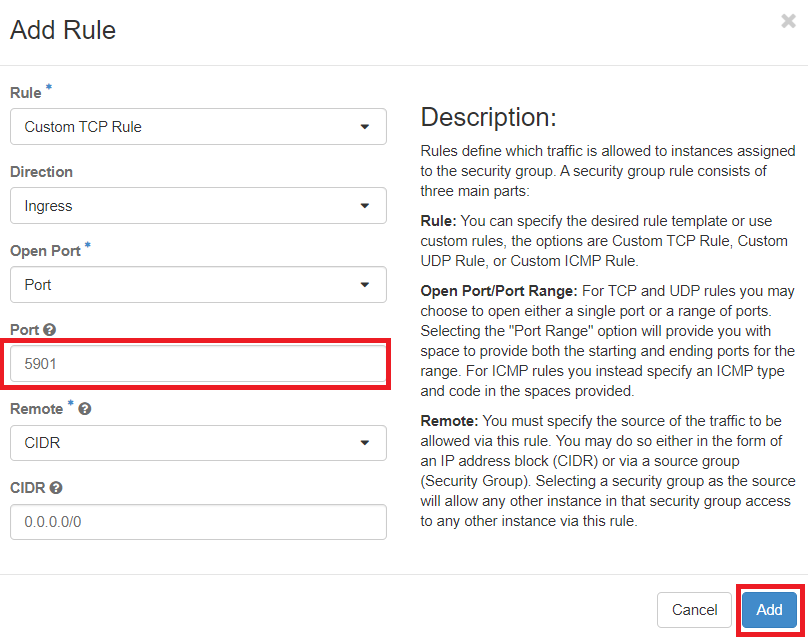 Add Rule
×
Rule *
Custom TCP Rule
Direction
Ingress
Open Port *
Port
Port
5901
Remote *
CIDR
CIDR
0.0.0.0/0
Description:
Rules define which traffic is allowed to instances assigned
to the security group. A security group rule consists of
three main parts:
Rule: You can specify the desired rule template or use
custom rules, the options are Custom TCP Rule, Custom
UDP Rule, or Custom ICMP Rule.
Open Port/Port Range: For TCP and UDP rules you may
choose to open either a single port or a range of ports.
Selecting the "Port Range" option will provide you with
space to provide both the starting and ending ports for the
range. For ICMP rules you instead specify an ICMP type
and code in the spaces provided.
Remote: You must specify the source of the traffic to be
allowed via this rule. You may do so either in the form of
an IP address block (CIDR) or via a source group
(Security Group). Selecting a security group as the source
will allow any other instance in that security group access
to any other instance via this rule.
Cancel
Add